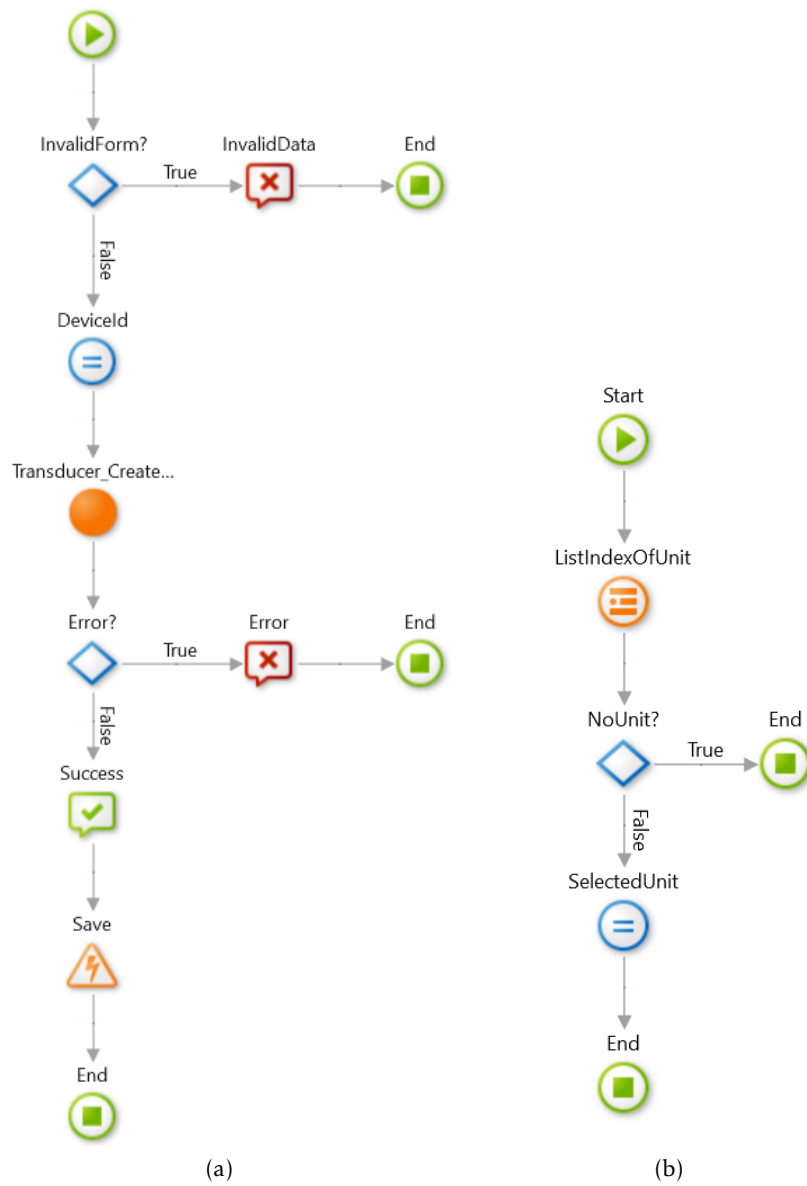 InvalidForm?
InvalidData
End
True
False
DeviceId
Transducer_Create...
Error?
Error
End
True
False
Success
Save
End
(a)
Start
ListIndexOfUnit
NoUnit?
End
True
False
SelectedUnit
End
(b)